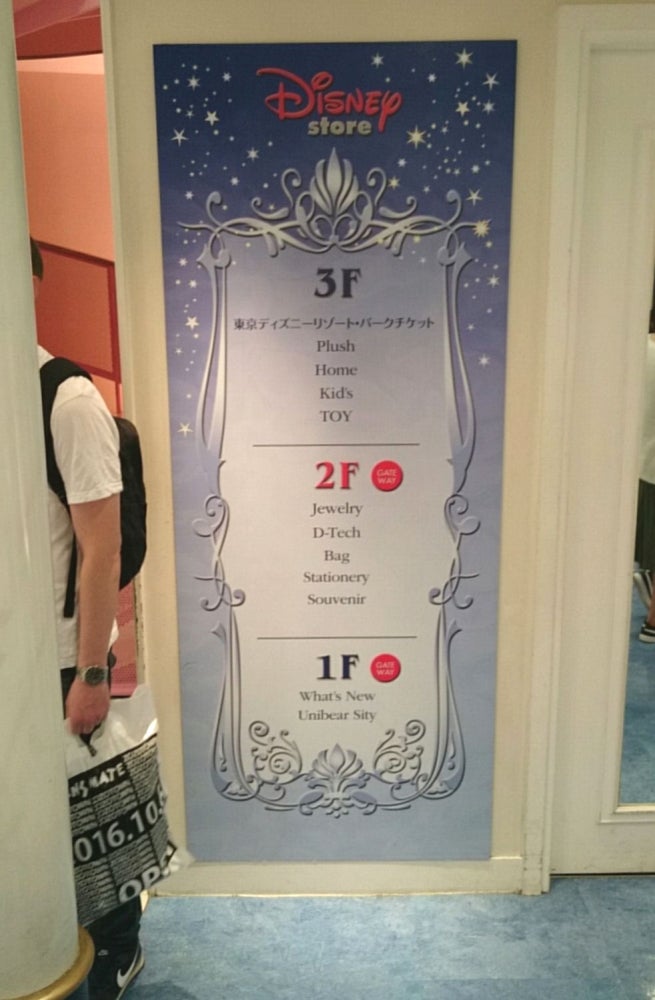 Disney
store
3F
東京ディズニーリゾート・パークチケット
Plush
Home
Kid's
TOY
2F GATE WAY
Jewelry
D-Tech
Bag
Stationery
Souvenir
1F GATE WAY
What's New
Unibear Sity
016.10.
OP